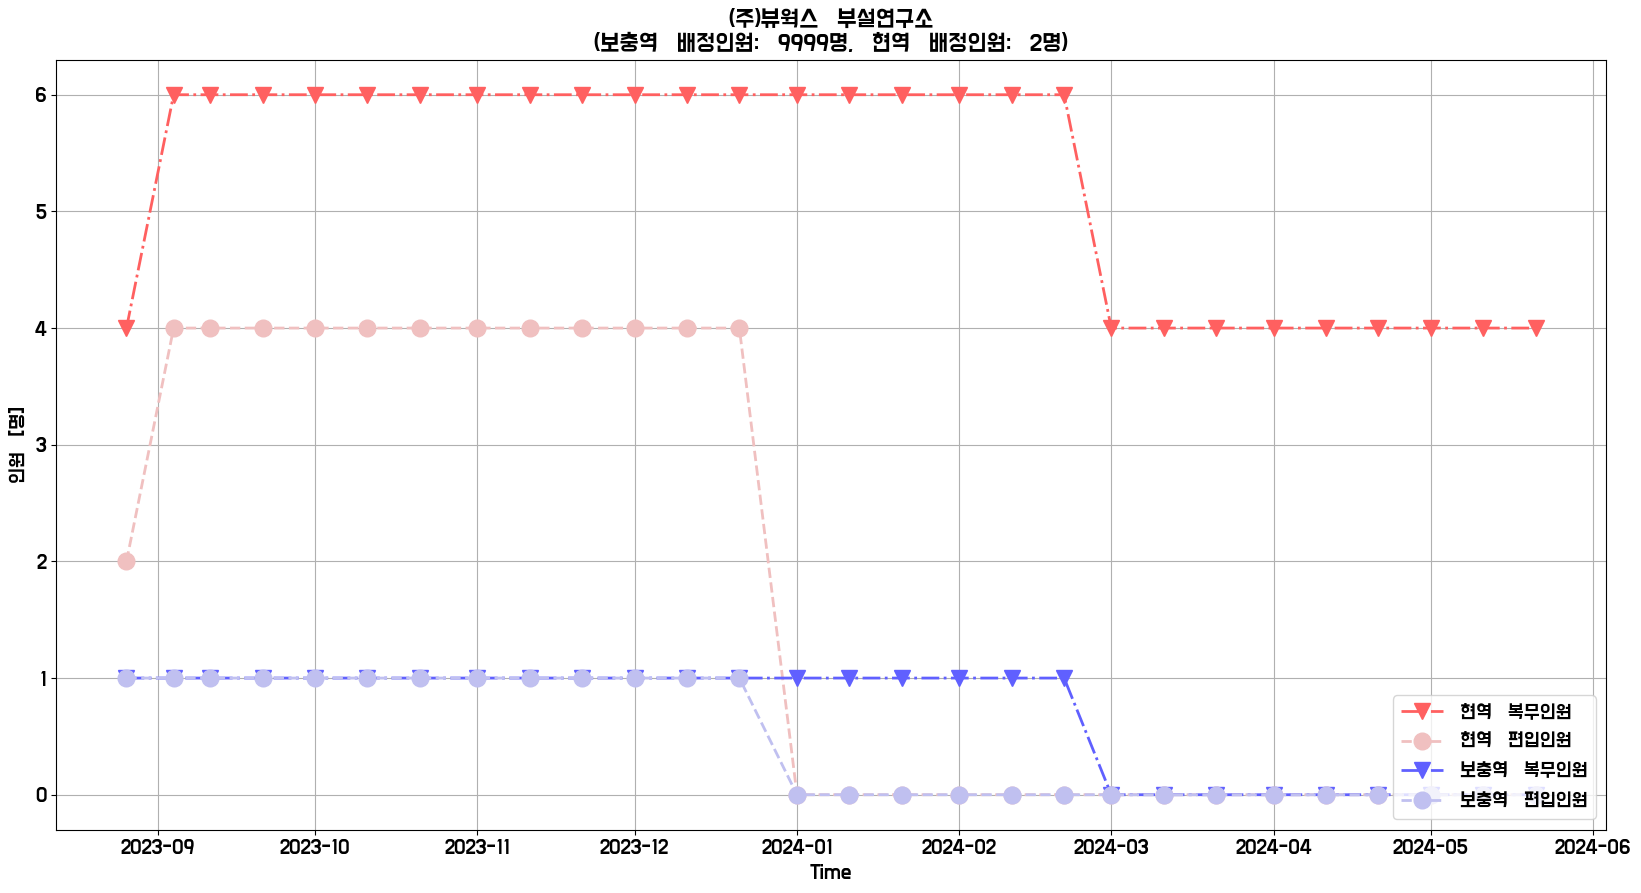 (주)뷰웍스 부설연구소
(보충역 배정인원: 9999명, 현역 배정인원: 2명)
6
5
4
3
2
1
0
인원 [명]
현역 복무인원
현역 편입인원
보충역 복무인원
보충역 편입인원
2023-09 2023-10 2023-11 2023-12 2024-01 2024-02 2024-03 2024-04 2024-05 2024-06
Time